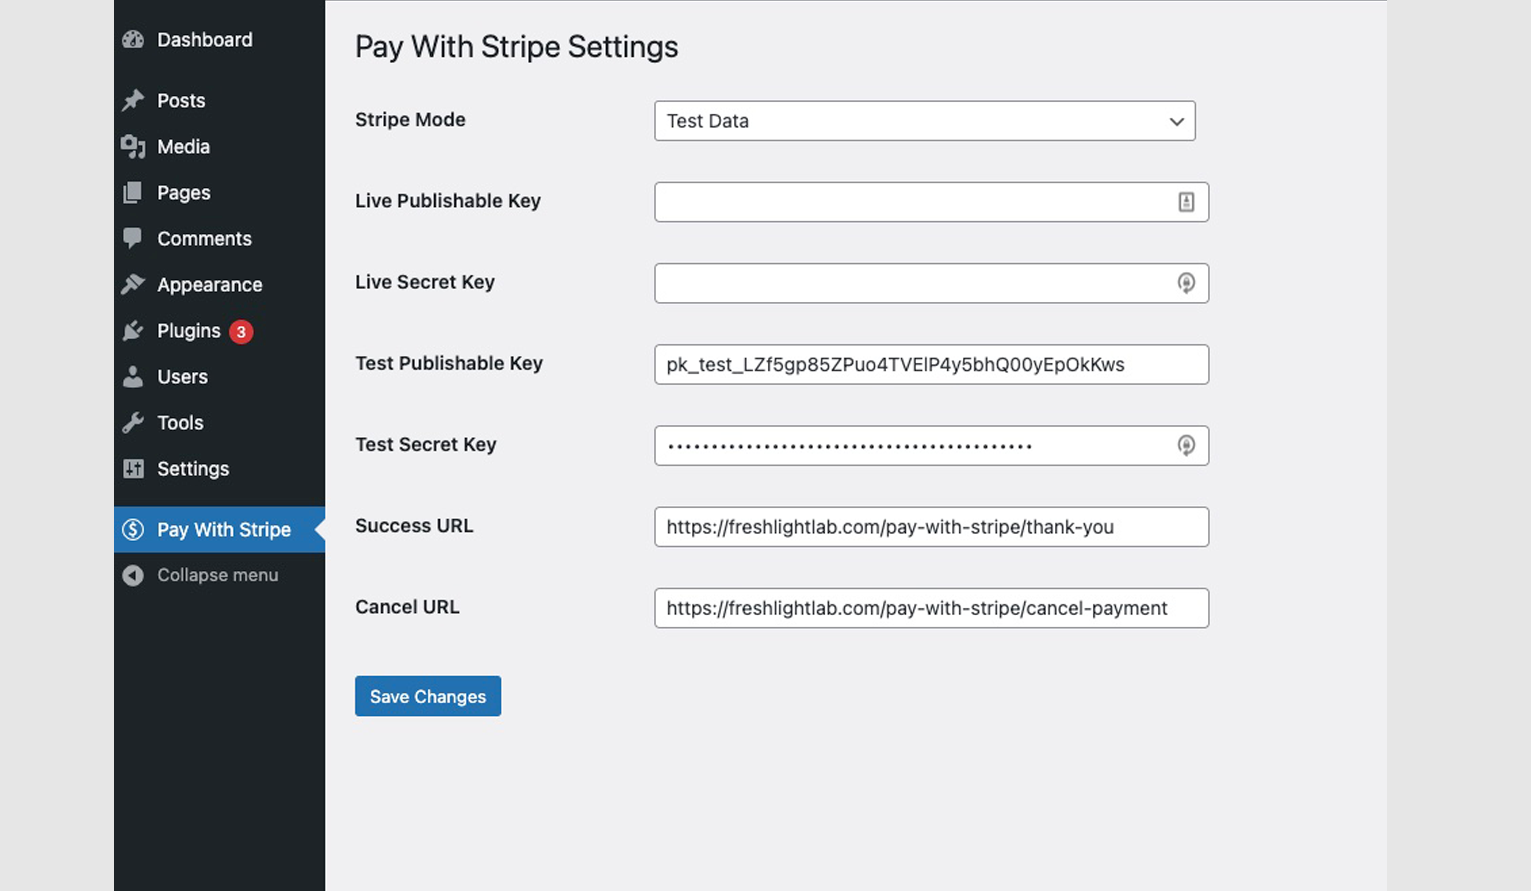 Dashboard
Posts
Media
Pages
Comments
Appearance
Plugins 3
Users
Tools
Settings
Pay With Stripe
Collapse menu
Pay With Stripe Settings
Stripe Mode
Test Data
Live Publishable Key
Live Secret Key
Test Publishable Key
pk_test_LZf5gp85ZPuo4TVElP4y5bhQ00yEpOkKws
Test Secret Key
Success URL
https://freshlightlab.com/pay-with-stripe/thank-you
Cancel URL
https://freshlightlab.com/pay-with-stripe/cancel-payment
Save Changes